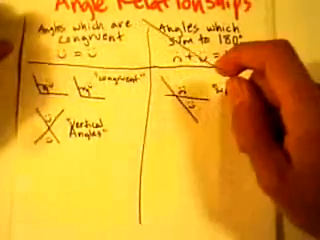 Angle Relationships
Angles which are
congruent
Angles which
sum to 180°
"congruent"
"Vertical
Angles"